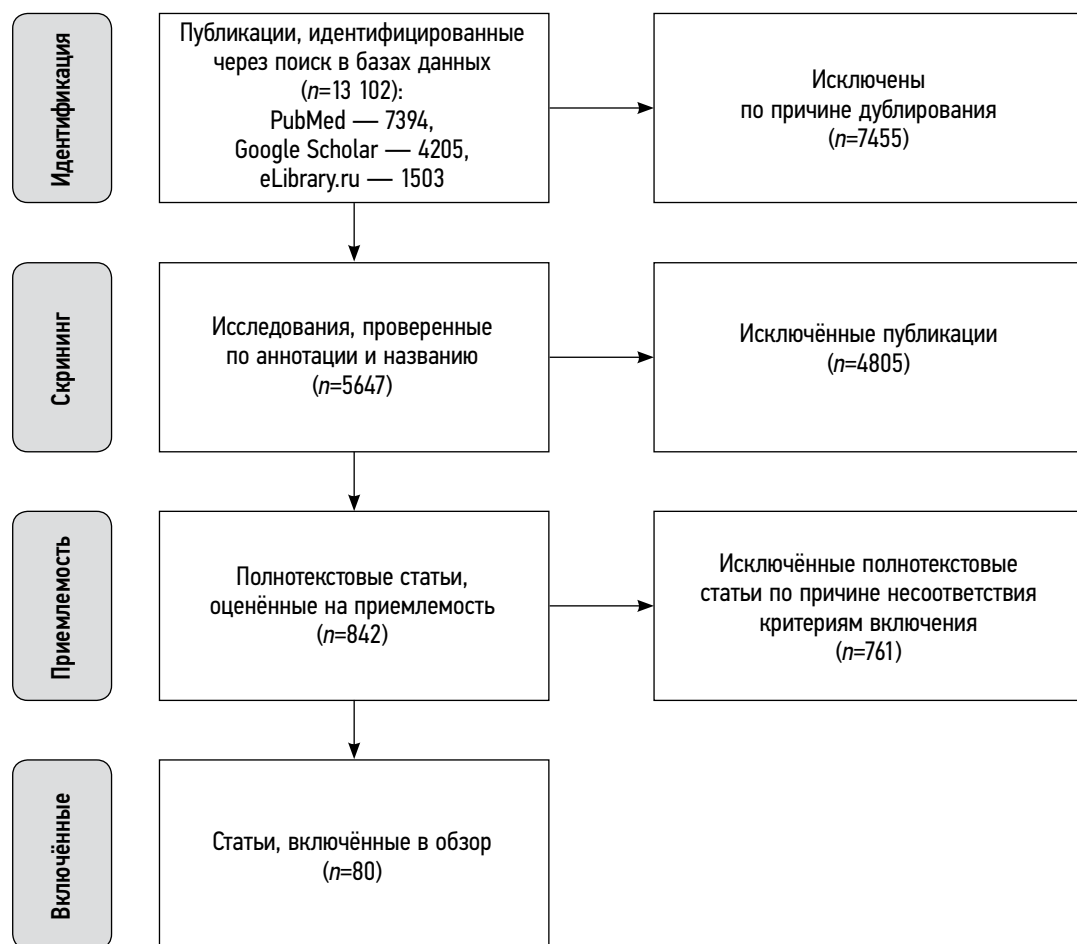 Идентификация
Публикации, идентифицированные
через поиск в базах данных
(n=13 102):
PubMed — 7394,
Google Scholar — 4205,
eLibrary.ru — 1503
Исключены
по причине дублирования
(n=7455)
Скрининг
Исследования, проверенные
по аннотации и названию
(n=5647)
Исключённые публикации
(n=4805)
Приемлемость
Полнотекстовые статьи,
оценённые на приемлемость
(n=842)
Исключённые полнотекстовые
статьи по причине несоответствия
критериям включения
(n=761)
Включённые
Статьи, включённые в обзор
(n=80)